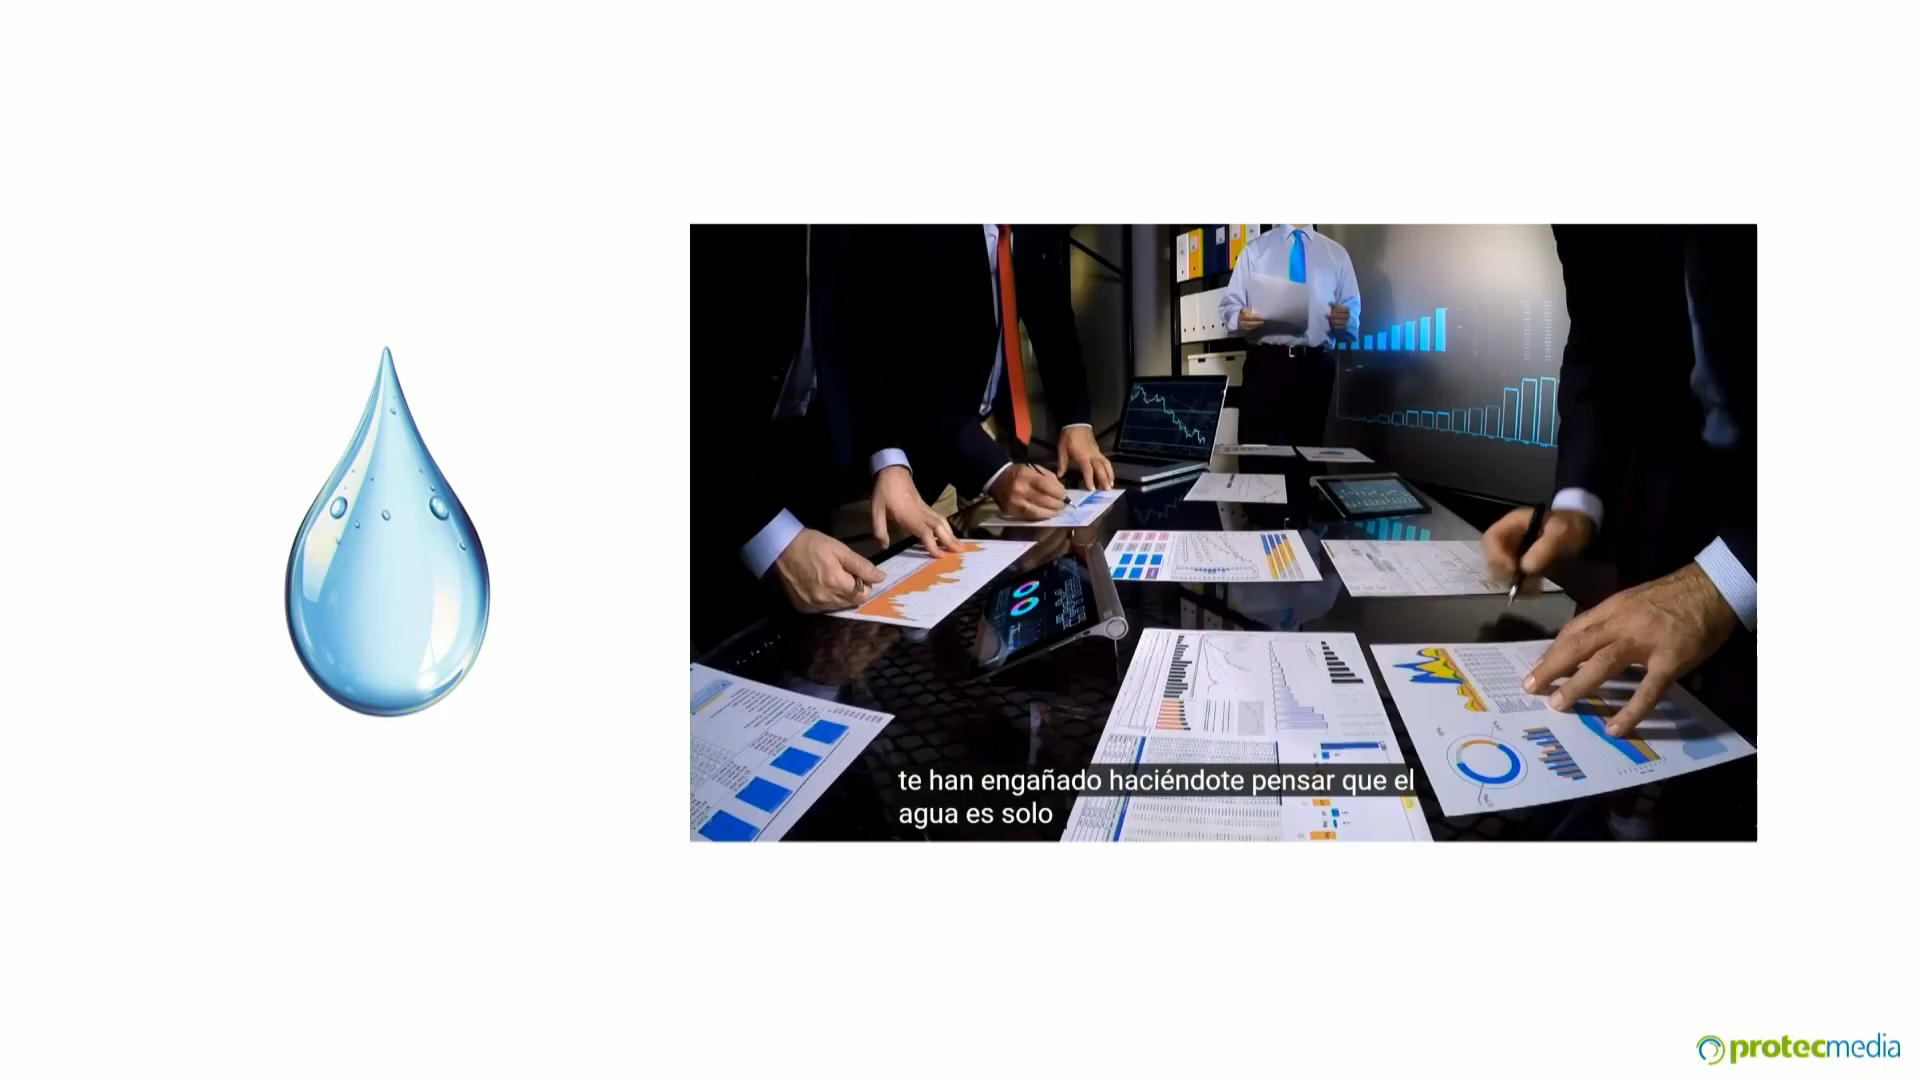 te han engañado haciéndote pensar que el
agua es solo
protecmedia